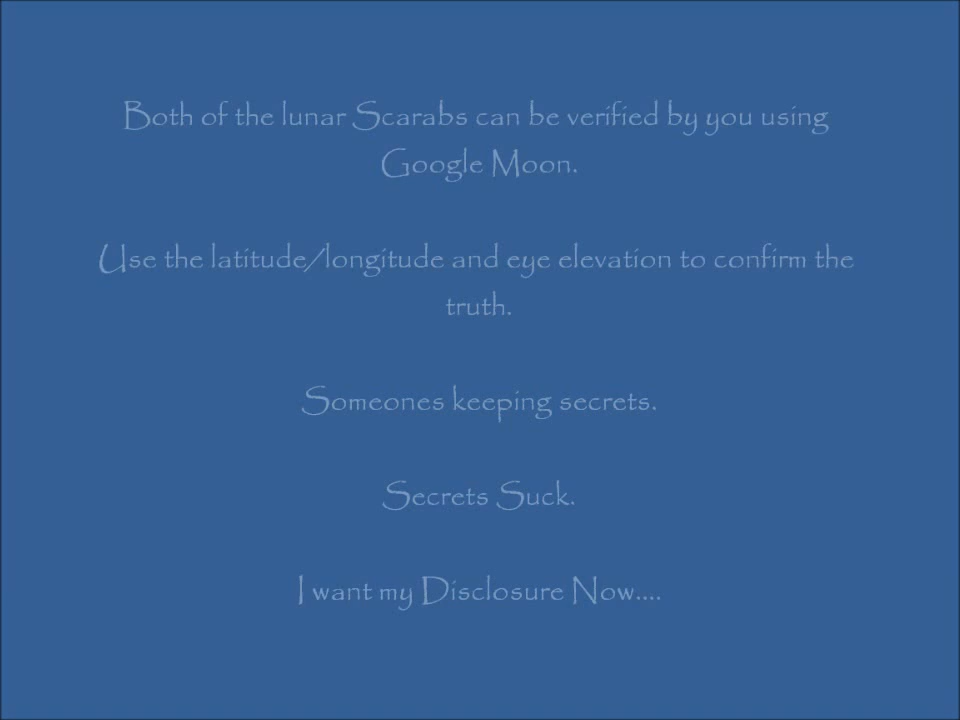 Both of the lunar Scarabs can be verified by you using
Google Moon.
Use the latitude/longitude and eye elevation to confirm the
truth.
Someones keeping secrets.
Secrets Suck.
I want my Disclosure Now....